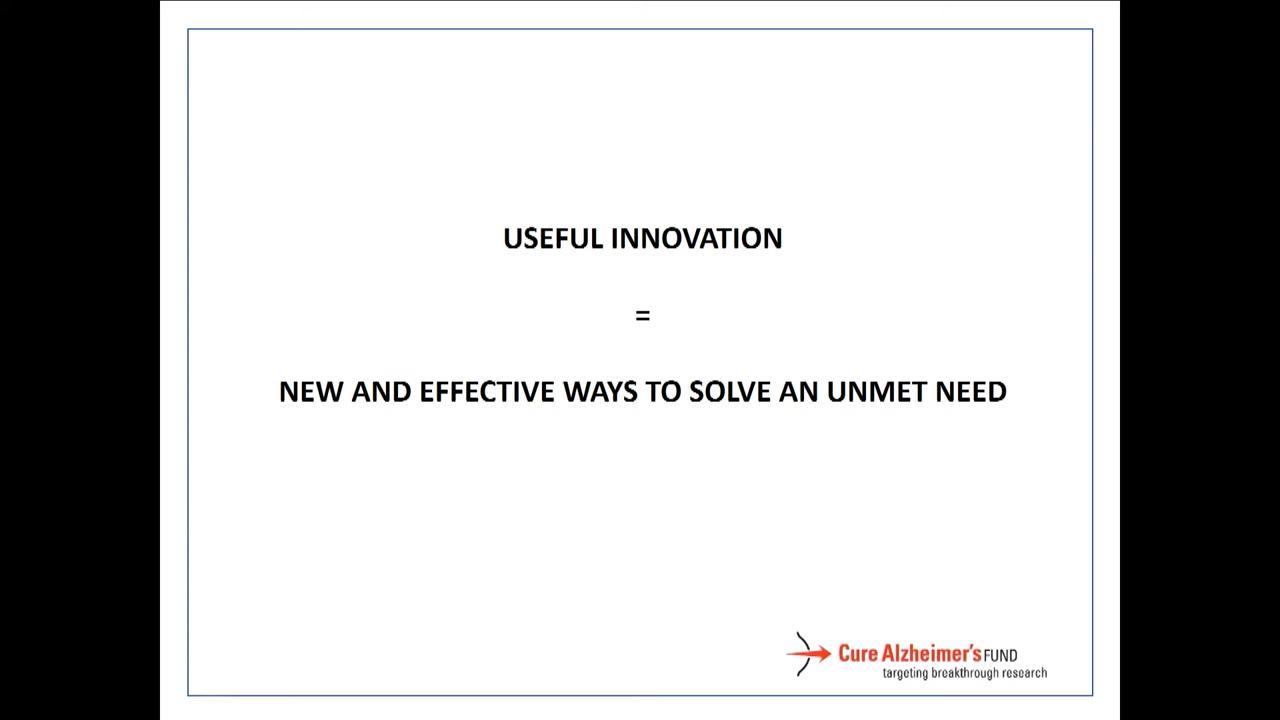 USEFUL INNOVATION
=
NEW AND EFFECTIVE WAYS TO SOLVE AN UNMET NEED
Cure Alzheimer's FUND
targeting breakthrough research